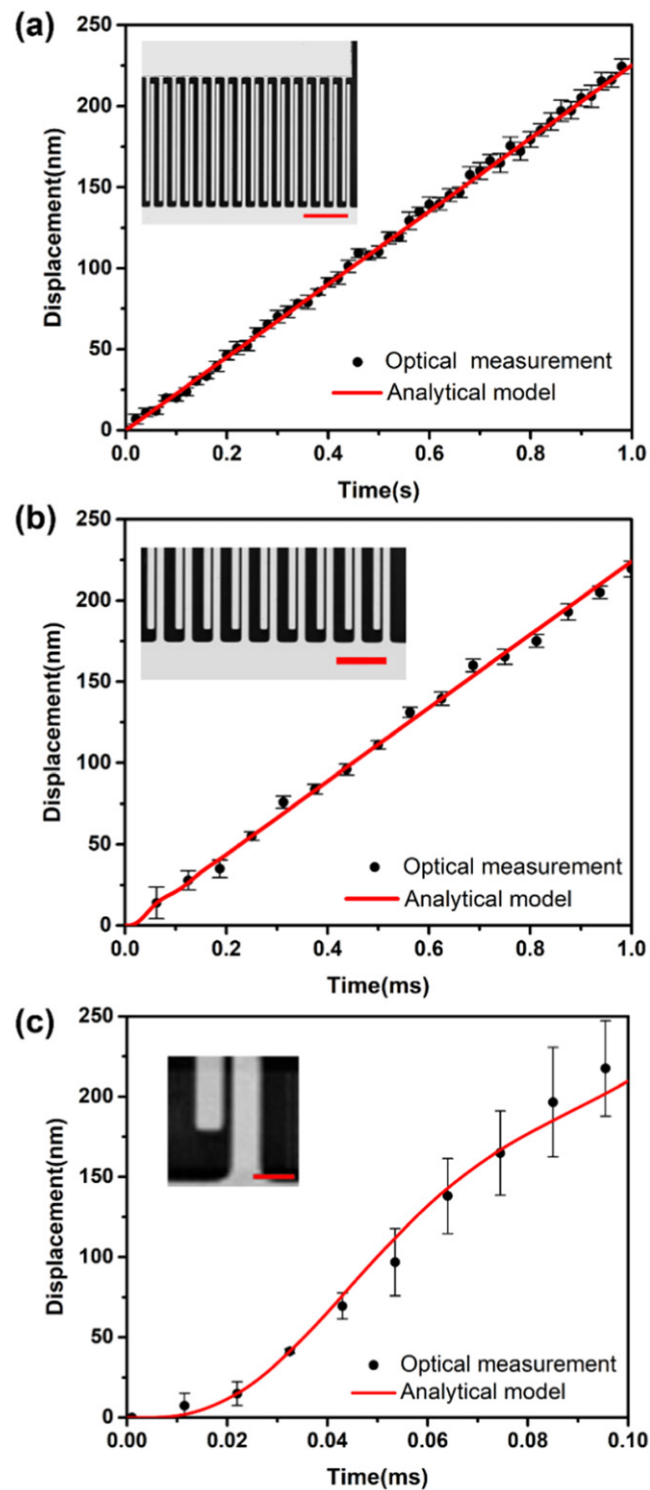 (a)
250
200
150
100
50
0
Displacement(nm)
Optical measurement
Analytical model
0.0 0.2 0.4 0.6 0.8 1.0
Time(s)
(b)
250
200
150
100
50
0
Displacement(nm)
Optical measurement
Analytical model
0.0 0.2 0.4 0.6 0.8 1.0
Time(ms)
(c)
250
200
150
100
50
0
Displacement(nm)
Optical measurement
Analytical model
0.00 0.02 0.04 0.06 0.08 0.10
Time(ms)